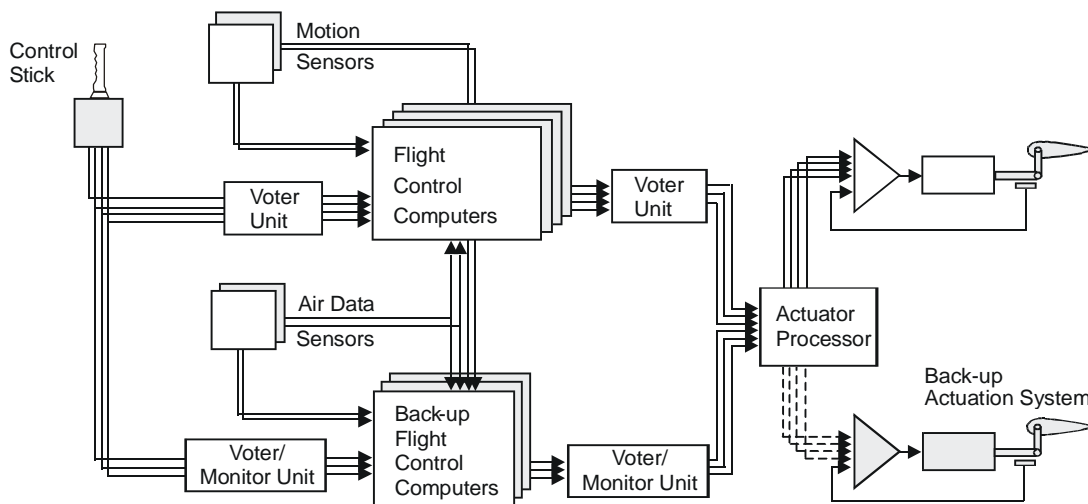 Control
Stick
Motion
Sensors
Flight
Control
Computers
Voter
Unit
Voter
Unit
Air Data
Sensors
Actuator
Processor
Back-up
Flight
Control
Computers
Voter/
Monitor Unit
Voter/
Monitor Unit
Back-up
Actuation System